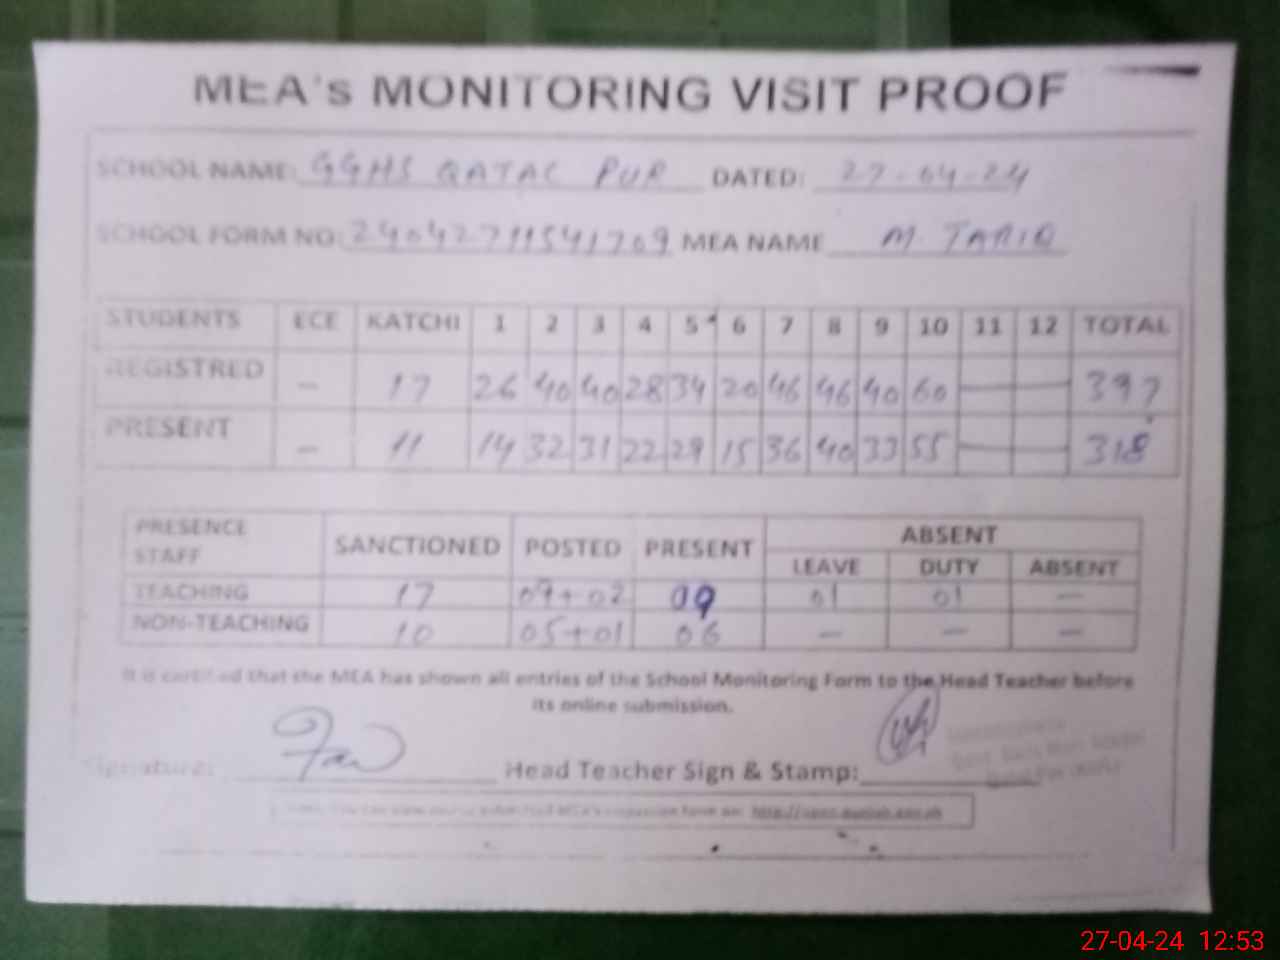 MEA's MONITORING VISIT PROOF
SCHOOL NAME: GGHS QATAL PUR DATED: 27-04-24
SCHOOL FORM NO: MEA NAME M. TARIQ
STUDENTS ECE KATCHI 1 2 3 4 5 6 7 8 9 10 11 12 TOTAL
REGISTRED — 17 26 40 40 28 34 20 46 46 40 60 — — 397
PRESENT — 11 14 32 31 22 29 15 36 40 33 55 — — 318
PRESENCE STAFF SANCTIONED POSTED PRESENT ABSENT
LEAVE DUTY ABSENT
TEACHING 17 09+02 09 01 01 —
NON-TEACHING 10 05+01 06 — — —
It is certified that the MEA has shown all entries of the School Monitoring Form to the Head Teacher before
its online submission.
Signature: Head Teacher Sign & Stamp:
27-04-24 12:53